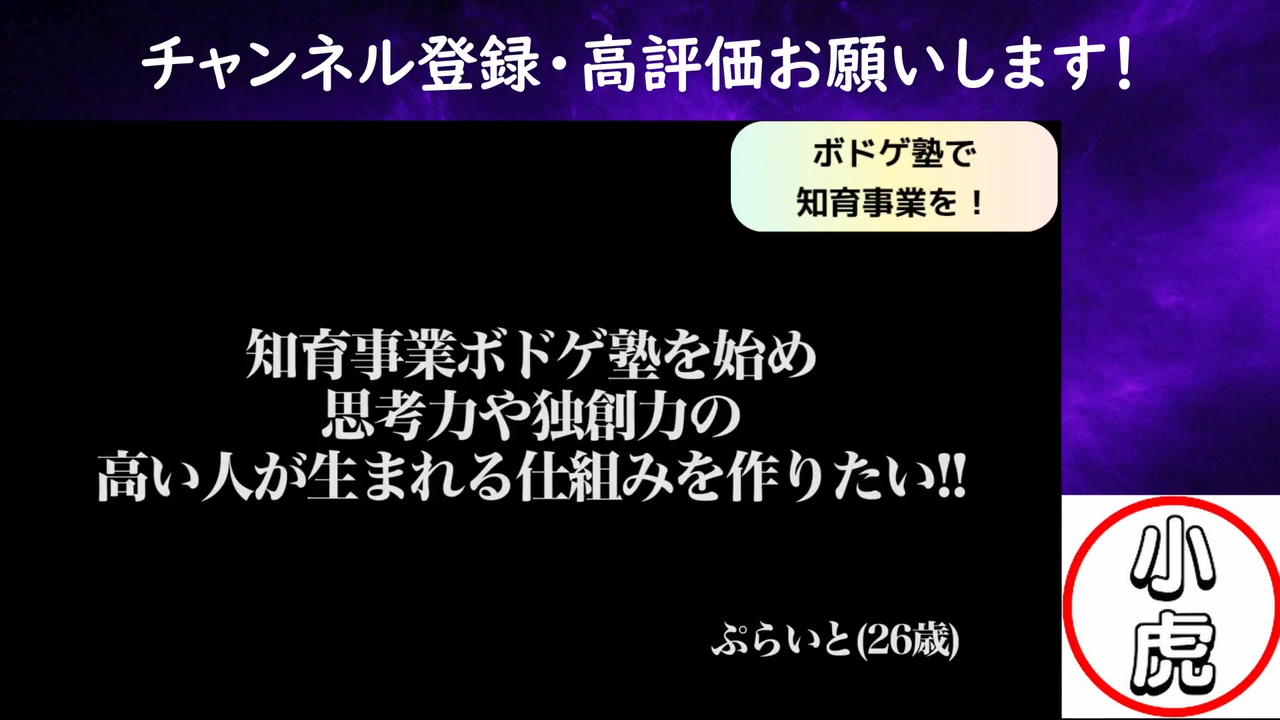 チャンネル登録・高評価お願いします!
ボドゲ塾で
知育事業を！
知育事業ボドゲ塾を始め
思考力や独創力の
高い人が生まれる仕組みを作りたい!!
ぷらいと(26歳)
小
虎